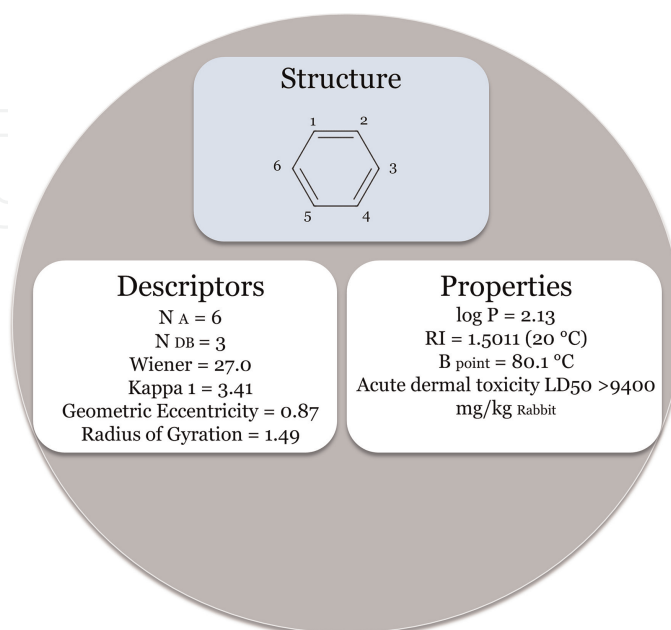 Structure
1 2
6 3
5 4
Descriptors
N A = 6
N DB = 3
Wiener = 27.0
Kappa 1 = 3.41
Geometric Eccentricity = 0.87
Radius of Gyration = 1.49
Properties
log P = 2.13
RI = 1.5011 (20 °C)
B point = 80.1 °C
Acute dermal toxicity LD50 >9400
mg/kg Rabbit